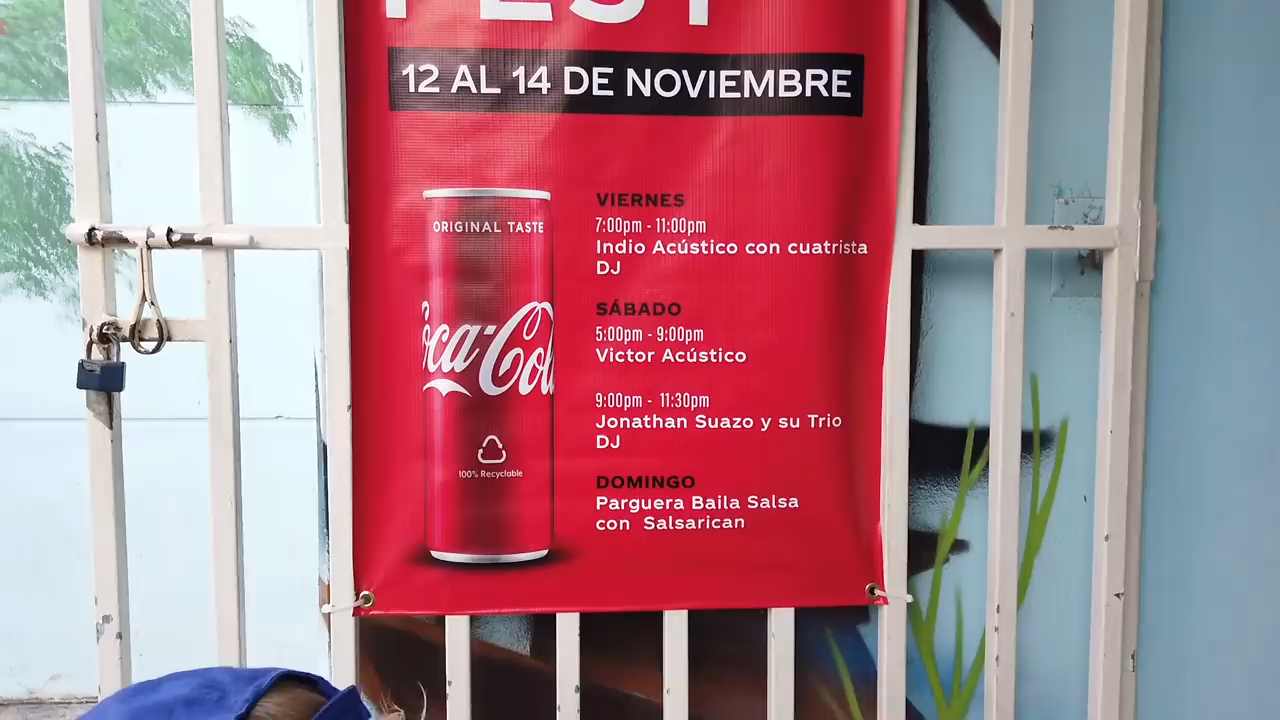 FEST
12 AL 14 DE NOVIEMBRE
ORIGINAL TASTE
Coca-Cola
100% Recyclable
VIERNES
7:00pm - 11:00pm
Indio Acústico con cuatrista
DJ
SÁBADO
5:00pm - 9:00pm
Victor Acústico
9:00pm - 11:30pm
Jonathan Suazo y su Trio
DJ
DOMINGO
Parguera Baila Salsa
con Salsarican